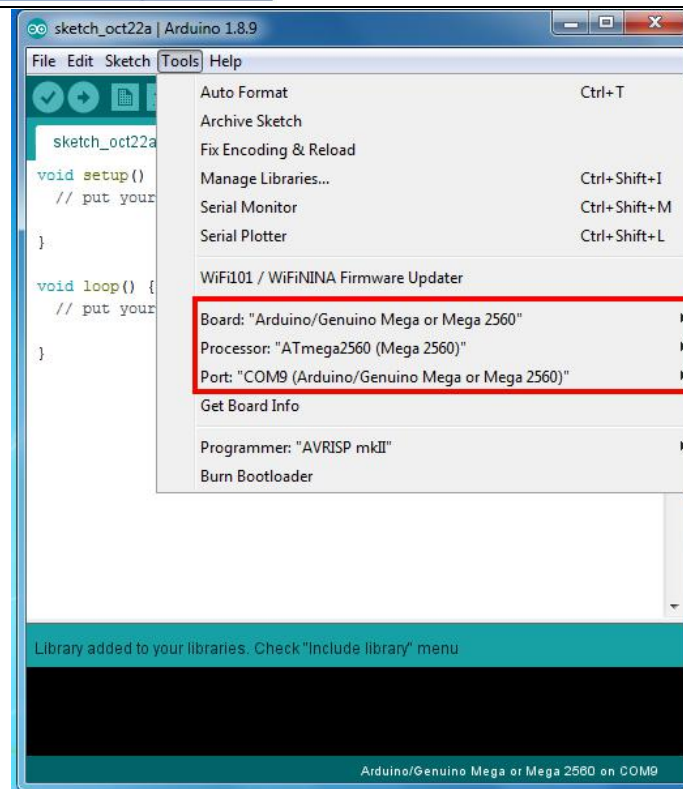 sketch_oct22a | Arduino 1.8.9
File Edit Sketch Tools Help
Auto Format Ctrl+T
Archive Sketch
sketch_oct22a
Fix Encoding & Reload
void setup()
Manage Libraries... Ctrl+Shift+I
// put your
Serial Monitor Ctrl+Shift+M
}
Serial Plotter Ctrl+Shift+L
WiFi101 / WiFiNINA Firmware Updater
void loop() {
// put your
Board: "Arduino/Genuino Mega or Mega 2560"
Processor: "ATmega2560 (Mega 2560)"
}
Port: "COM9 (Arduino/Genuino Mega or Mega 2560)"
Get Board Info
Programmer: "AVRISP mkII"
Burn Bootloader
Library added to your libraries. Check "Include library" menu
Arduino/Genuino Mega or Mega 2560 on COM9